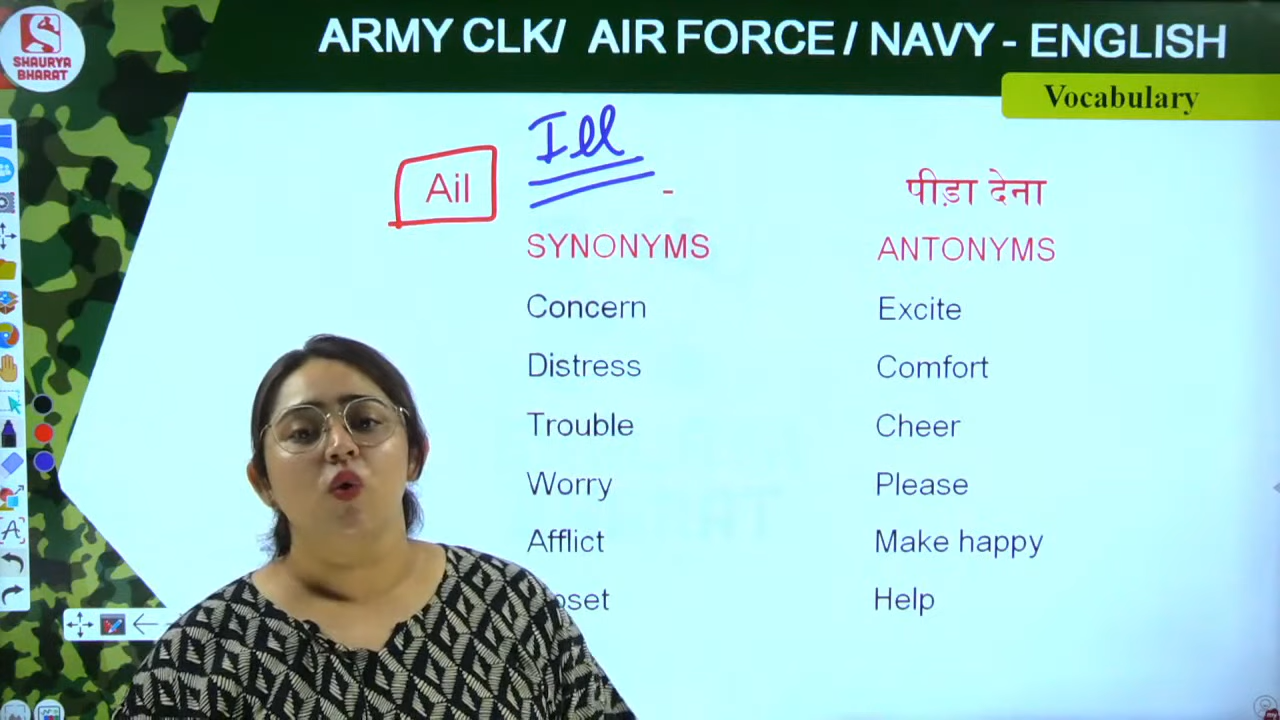 ARMY CLK/ AIR FORCE / NAVY - ENGLISH
SHAURYA
BHARAT
Vocabulary
Ill
Ail - पीड़ा देना
SYNONYMS ANTONYMS
Concern Excite
Distress Comfort
Trouble Cheer
Worry Please
Afflict Make happy
Help